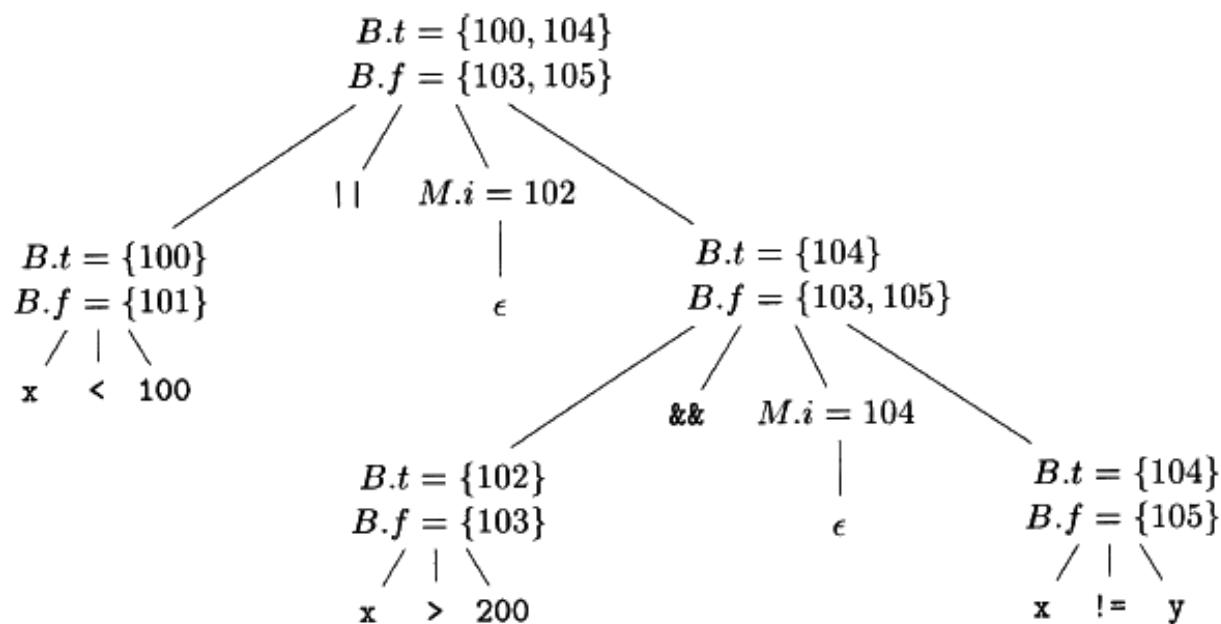 B.t = {100, 104}
B.f = {103, 105}
|| M.i = 102
B.t = {100}
B.f = {101}
ϵ
B.t = {104}
B.f = {103, 105}
x < 100
&& M.i = 104
B.t = {102}
B.f = {103}
ϵ
B.t = {104}
B.f = {105}
x > 200
x != y